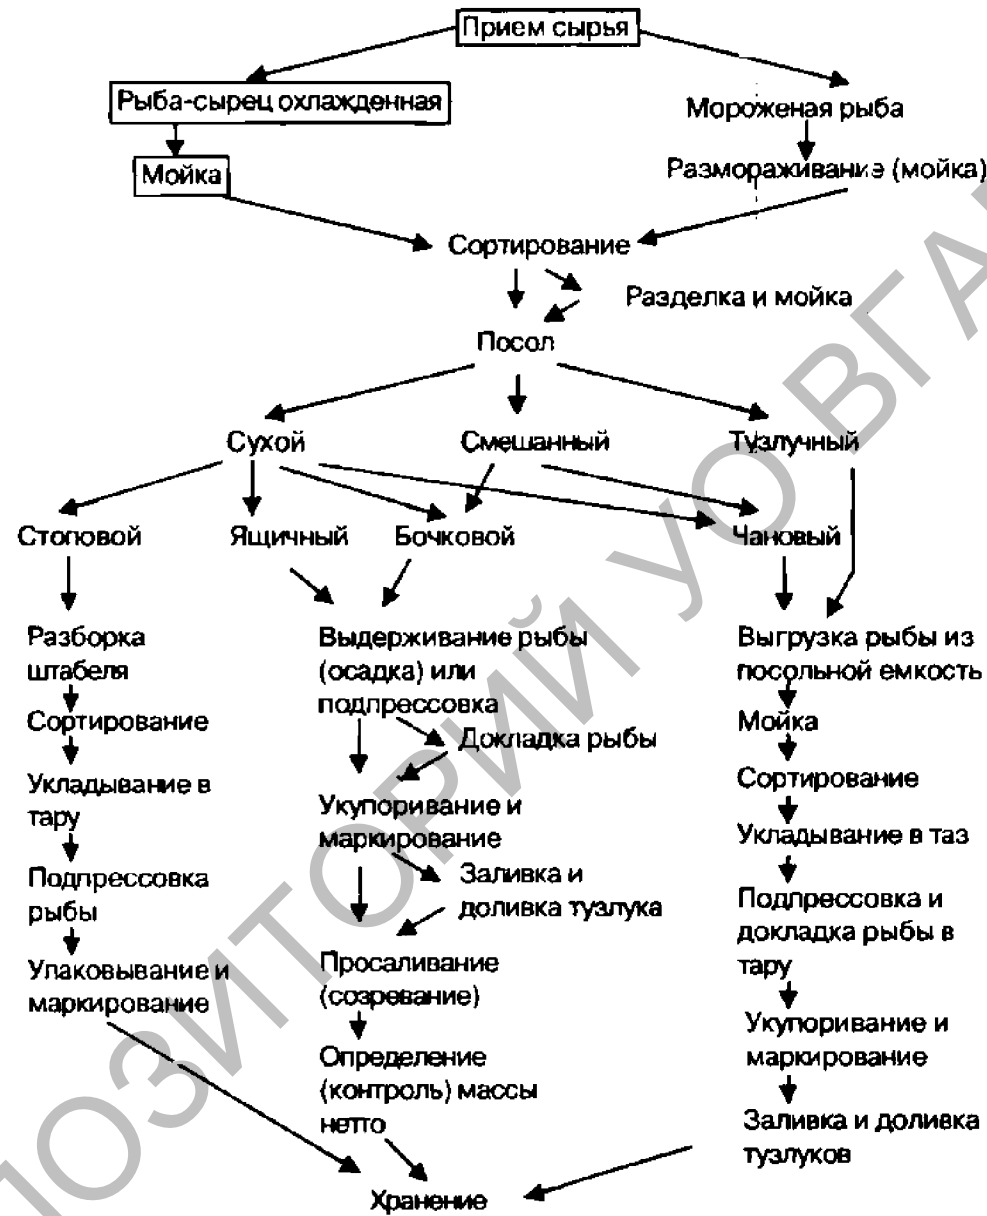 Прием сырья
Рыба-сырец охлажденная
Мороженая рыба
Мойка
Размораживание (мойка)
Сортирование
Разделка и мойка
Посол
Сухой
Смешанный
Тузлучный
Стоповой
Ящичный
Бочковой
Чановый
Разборка
штабеля
Сортирование
Укладывание в
тару
Подпрессовка
рыбы
Упаковывание и
маркирование
Выдерживание рыбы
(осадка) или
подпрессовка
Докладка рыбы
Укупоривание и
маркирование
Заливка и
доливка тузлука
Просаливание
(созревание)
Определение
(контроль) массы
нетто
Выгрузка рыбы из
посольной емкость
Мойка
Сортирование
Укладывание в таз
Подпрессовка и
докладка рыбы в
тару
Укупоривание и
маркирование
Заливка и доливка
тузлуков
Хранение
ПОЗИТОРИЙ УО ВГА